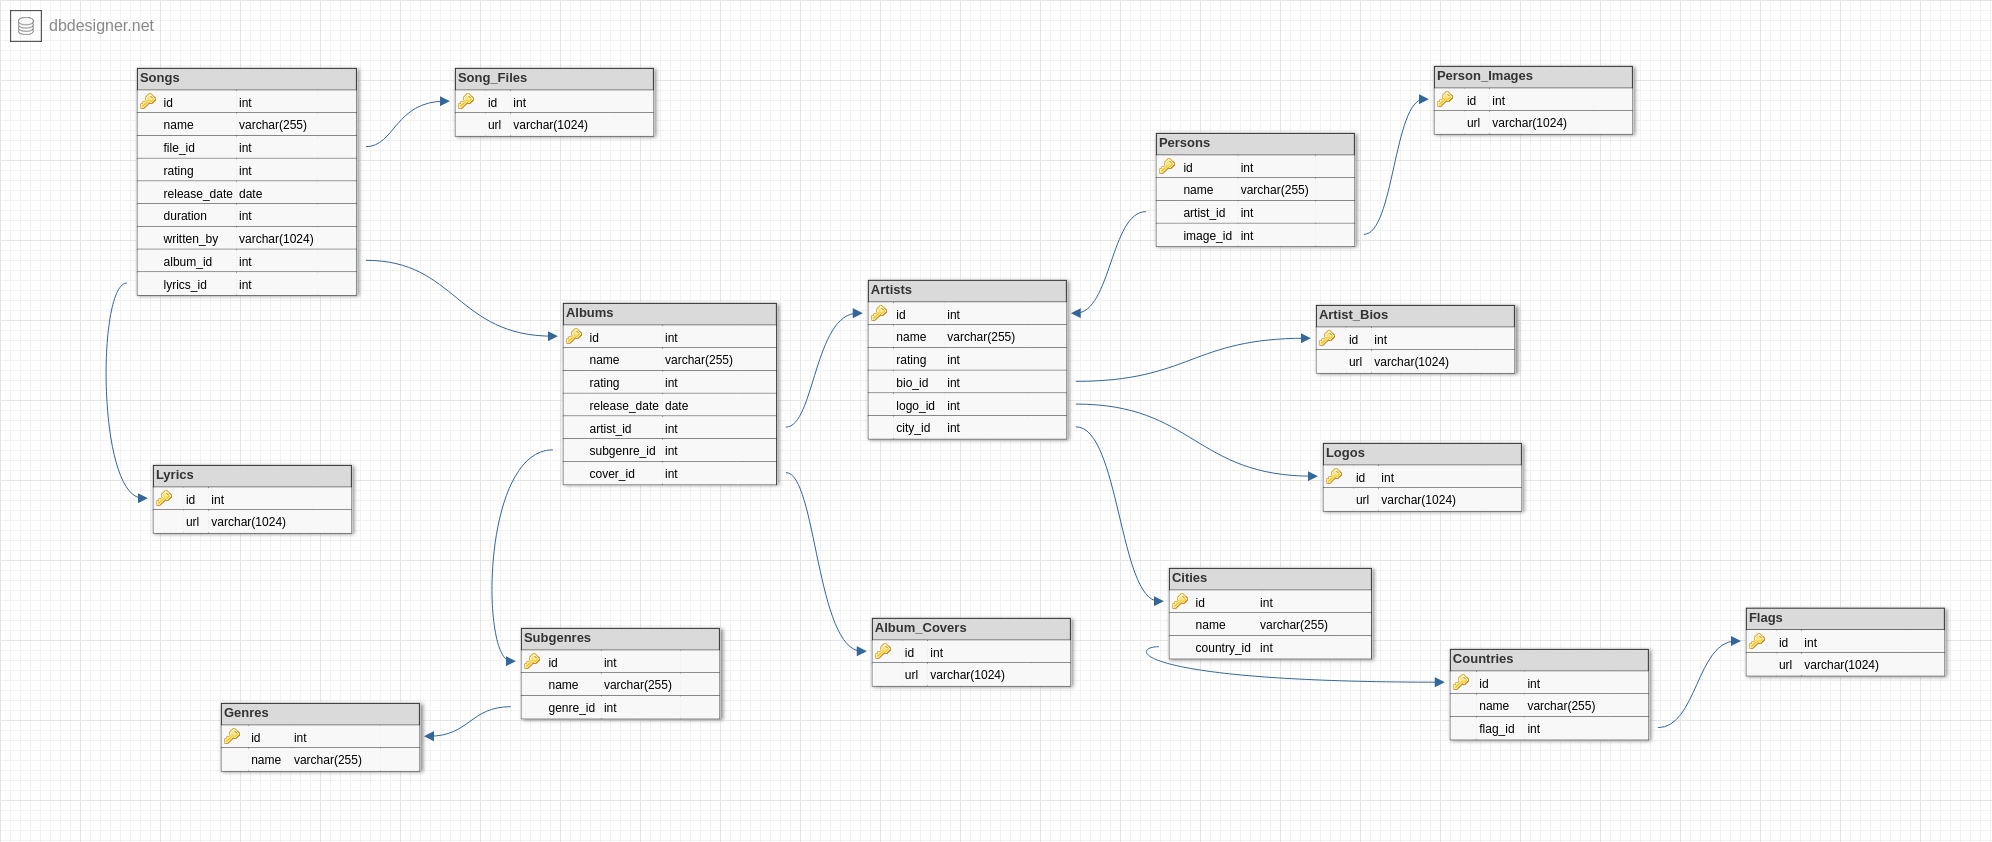 dbdesigner.net
Songs
id int
name varchar(255)
file_id int
rating int
release_date date
duration int
written_by varchar(1024)
album_id int
lyrics_id int
Song_Files
id int
url varchar(1024)
Person_Images
id int
url varchar(1024)
Persons
id int
name varchar(255)
artist_id int
image_id int
Artists
id int
name varchar(255)
rating int
bio_id int
logo_id int
city_id int
Albums
id int
name varchar(255)
rating int
release_date date
artist_id int
subgenre_id int
cover_id int
Artist_Bios
id int
url varchar(1024)
Logos
id int
url varchar(1024)
Lyrics
id int
url varchar(1024)
Cities
id int
name varchar(255)
country_id int
Flags
id int
url varchar(1024)
Album_Covers
id int
url varchar(1024)
Subgenres
id int
name varchar(255)
genre_id int
Countries
id int
name varchar(255)
flag_id int
Genres
id int
name varchar(255)